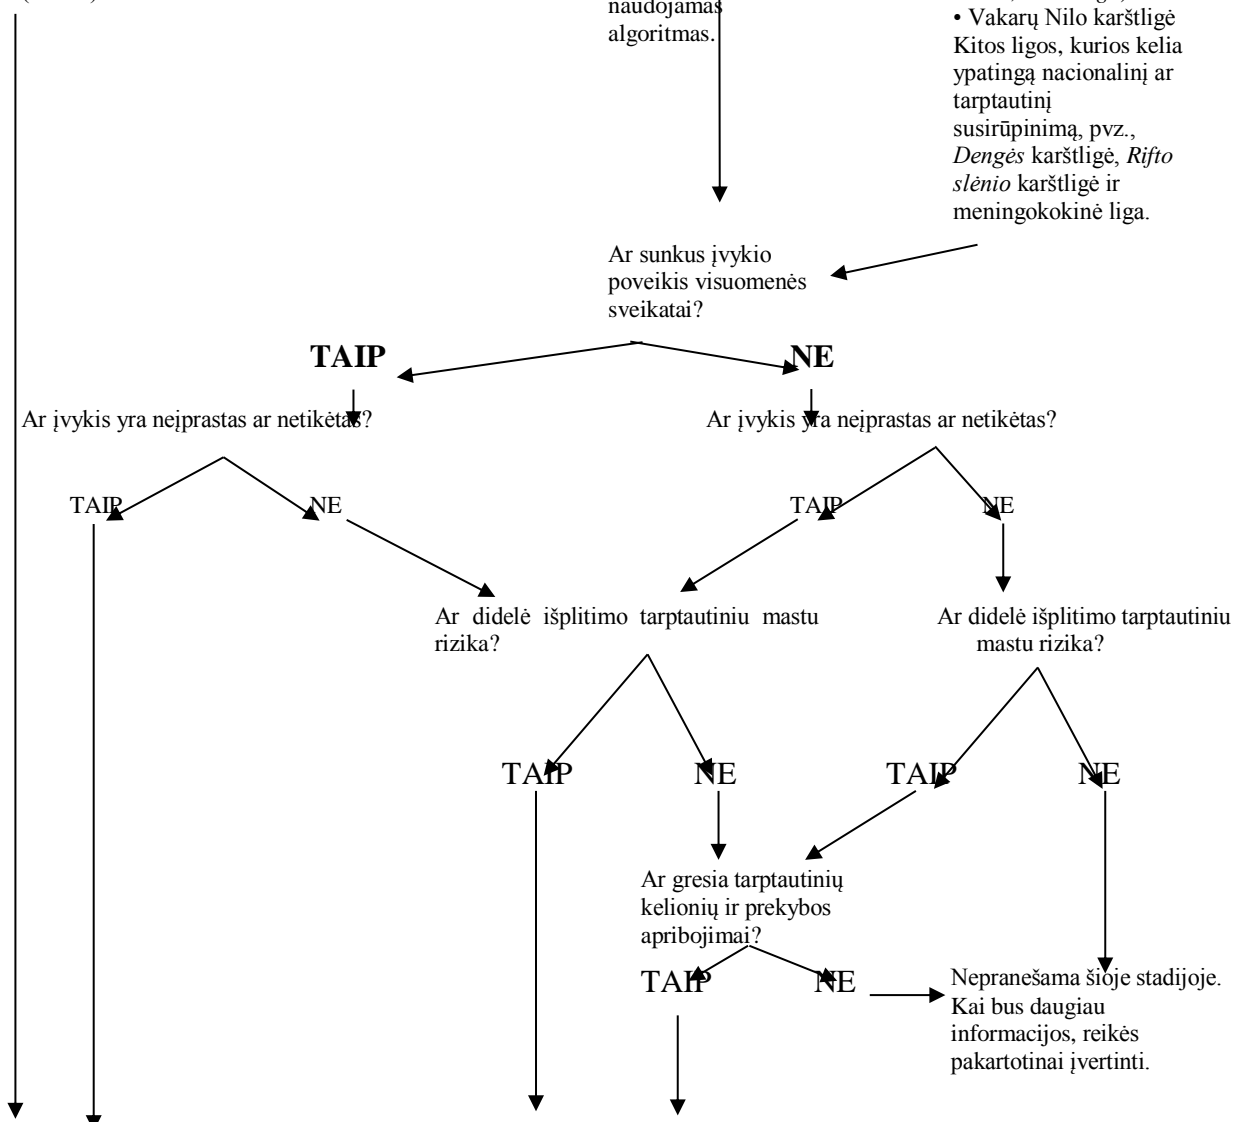 naudojamas
algoritmas.
• Vakarų Nilo karštligė
Kitos ligos, kurios kelia
ypatingą nacionalinį ar
tarptautinį
susirūpinimą, pvz.,
Dengės karštligė, Rifto
slėnio karštligė ir
meningokokinė liga.
Ar sunkus įvykio
poveikis visuomenės
sveikatai?
TAIP
NE
Ar įvykis yra neįprastas ar netikėtas?
Ar įvykis yra neįprastas ar netikėtas?
TAIP
NE
TAIP
NE
Ar didelė išplitimo tarptautiniu mastu
rizika?
Ar didelė išplitimo tarptautiniu
mastu rizika?
TAIP
NE
TAIP
NE
Ar gresia tarptautinių
kelionių ir prekybos
apribojimai?
TAIP
NE
Nepranešama šioje stadijoje.
Kai bus daugiau
informacijos, reikės
pakartotinai įvertinti.